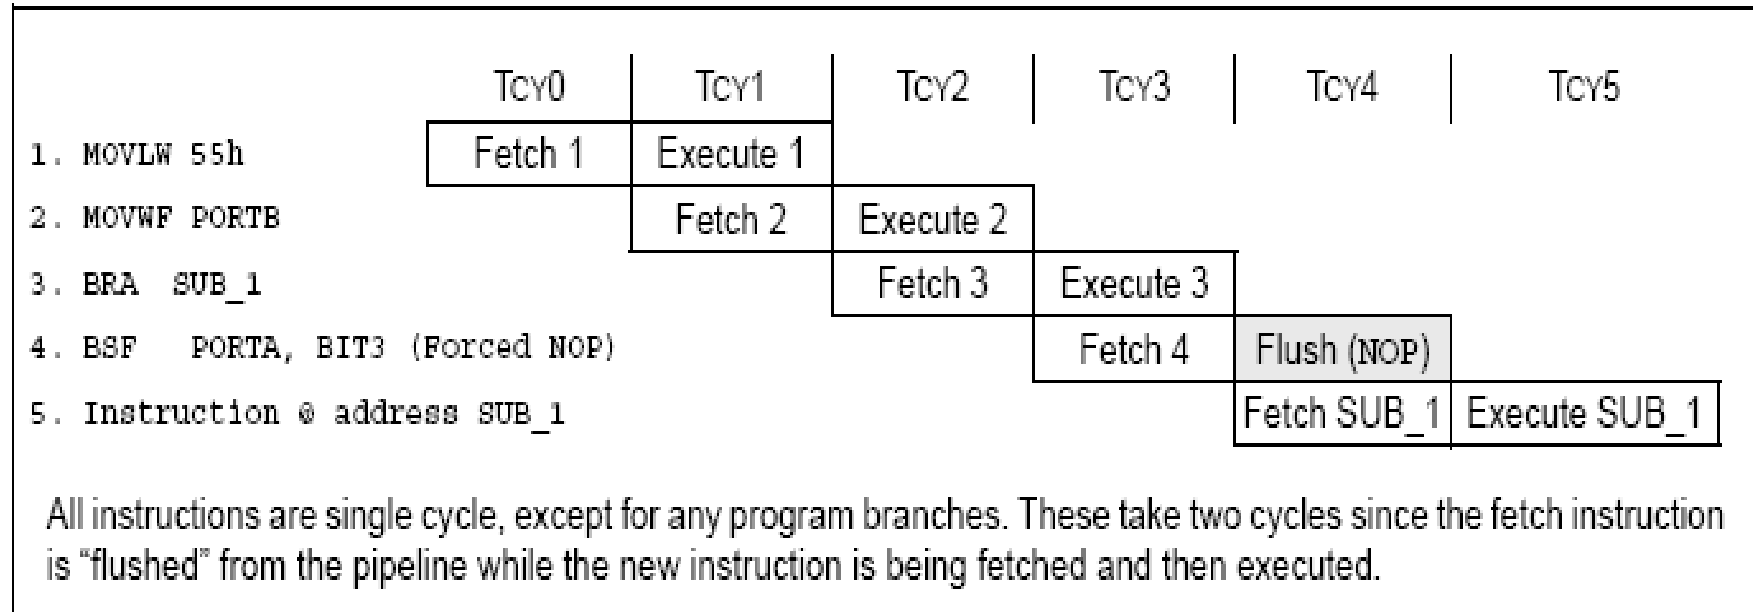 Tcy0 Tcy1 Tcy2 Tcy3 Tcy4 Tcy5
1. MOVLW 55h Fetch 1 Execute 1
2. MOVWF PORTB Fetch 2 Execute 2
3. BRA SUB_1 Fetch 3 Execute 3
4. BSF PORTA, BIT3 (Forced NOP) Fetch 4 Flush (NOP)
5. Instruction @ address SUB_1 Fetch SUB_1 Execute SUB_1
All instructions are single cycle, except for any program branches. These take two cycles since the fetch instruction
is “flushed” from the pipeline while the new instruction is being fetched and then executed.